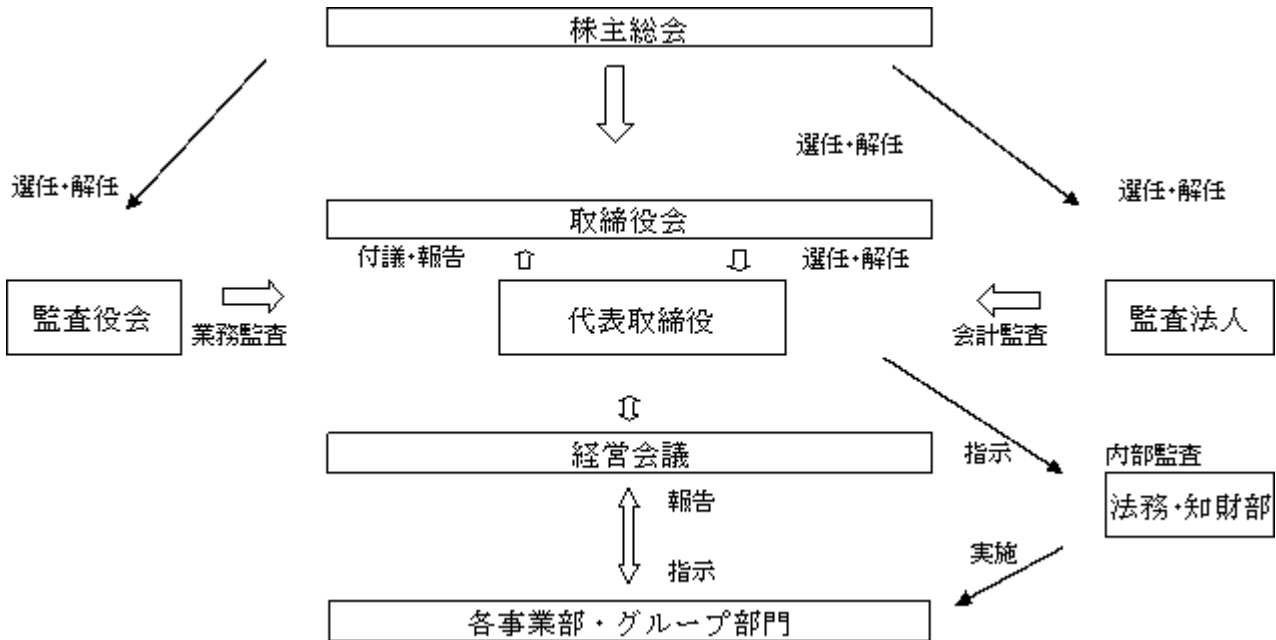 株主総会
選任・解任
選任・解任
選任・解任
取締役会
付議・報告
選任・解任
監査役会
業務監査
代表取締役
会計監査
監査法人
経営会議
指示
内部監査
法務・知財部
報告
指示
実施
各事業部・グループ部門